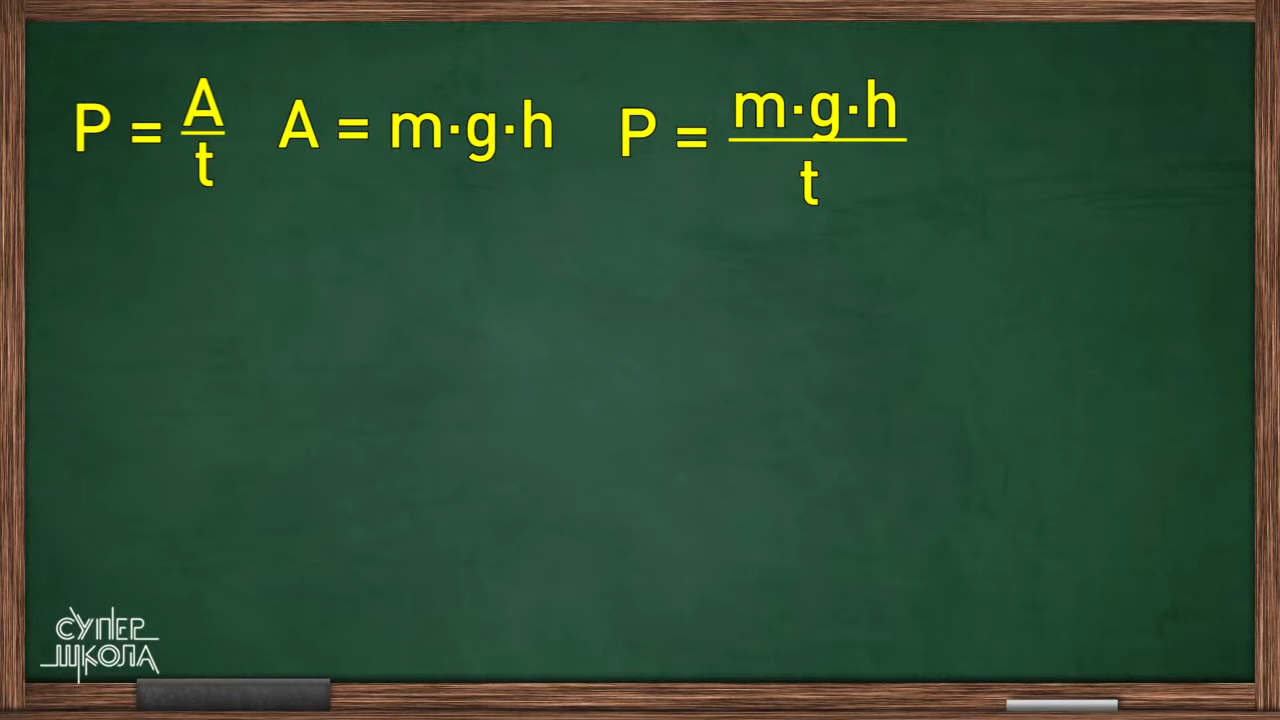 P = A/t A = m·g·h P = m·g·h/t
СУПЕР
ШКОЛА